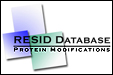 RESID DATABASE
PROTEIN MODIFICATIONS